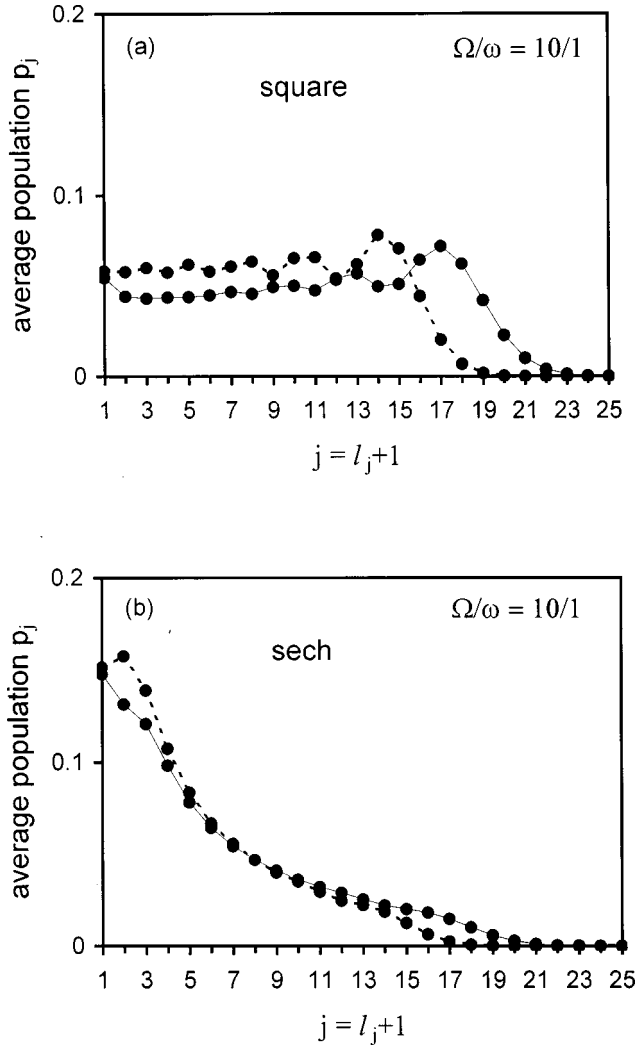 0.2
(a)
Ω/ω = 10/1
square
0.1
average population pj
0
1 3 5 7 9 11 13 15 17 19 21 23 25
j = lj+1
0.2
(b)
Ω/ω = 10/1
sech
0.1
average population pj
0
1 3 5 7 9 11 13 15 17 19 21 23 25
j = lj+1